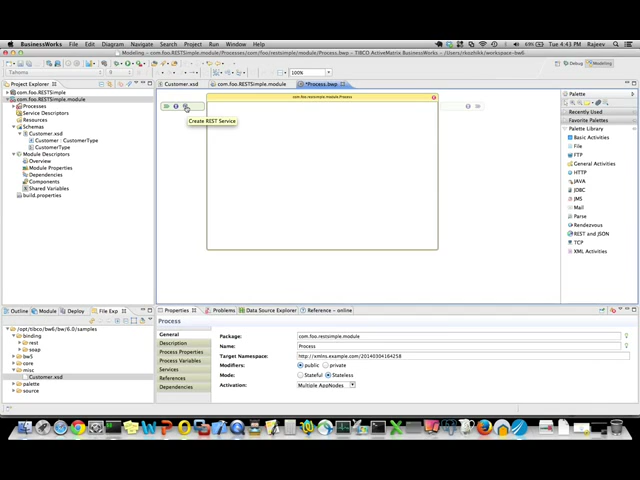 BusinessWorks File Edit Diagram Navigate Search Project Run Window Help Tue 4:43 PM Rajeev
Modeling - com.foo.RESTSimple.module/Processes/com/foo/restsimple/module/Process.bwp - TIBCO ActiveMatrix BusinessWorks
Tahoma
100%
Debug
Modeling
Project Explorer
com.foo.RESTSimple
com.foo.RESTSimple.module
Processes
Service Descriptors
Resources
Schemas
Customer.xsd
Customer : CustomerType
CustomerType
Module Descriptors
Overview
Module Properties
Dependencies
Components
Shared Variables
build.properties
Customer.xsd
com.foo.RESTSimple.module
*Process.bwp
com.foo.restsimple.module.Process
Create REST Service
Palette
Recently Used
Favorite Palettes
Palette Library
Basic Activities
File
FTP
General Activities
HTTP
JAVA
JDBC
JMS
Mail
Parse
Rendezvous
REST and JSON
TCP
XML Activities
Outline
Module
Deploy
File Exp
/opt/tibco/bw6/bw/6.0/samples
binding
rest
soap
bw5
core
misc
Customer.xsd
palette
source
Properties
Problems
Data Source Explorer
Reference - online
Process
General
Description
Process Properties
Process Variables
Services
References
Dependencies
Package: com.foo.restsimple.module
Name: Process
Target Namespace: http://xmlns.example.com/20140304164258
Modifiers: public private
Mode: Stateful Stateless
Activation: Multiple AppNodes